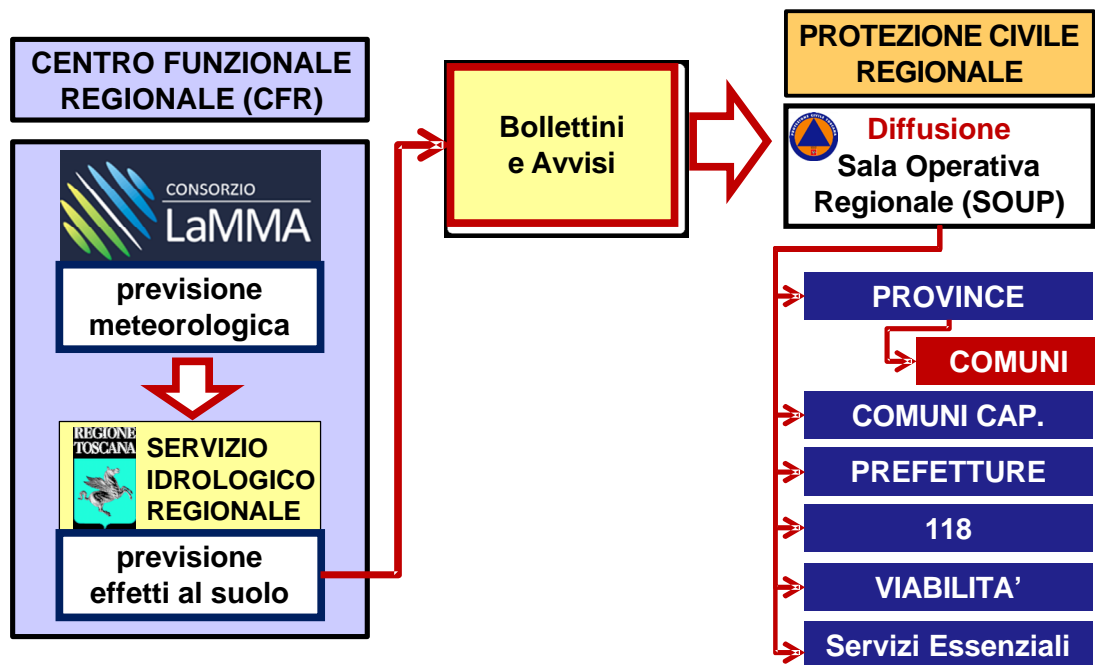 CENTRO FUNZIONALE
REGIONALE (CFR)
CONSORZIO
LaMMA
previsione
meteorologica
REGIONE
TOSCANA
SERVIZIO
IDROLOGICO
REGIONALE
previsione
effetti al suolo
Bollettini
e Avvisi
PROTEZIONE CIVILE
REGIONALE
Diffusione
Sala Operativa
Regionale (SOUP)
PROVINCE
COMUNI
COMUNI CAP.
PREFETTURE
118
VIABILITA’
Servizi Essenziali